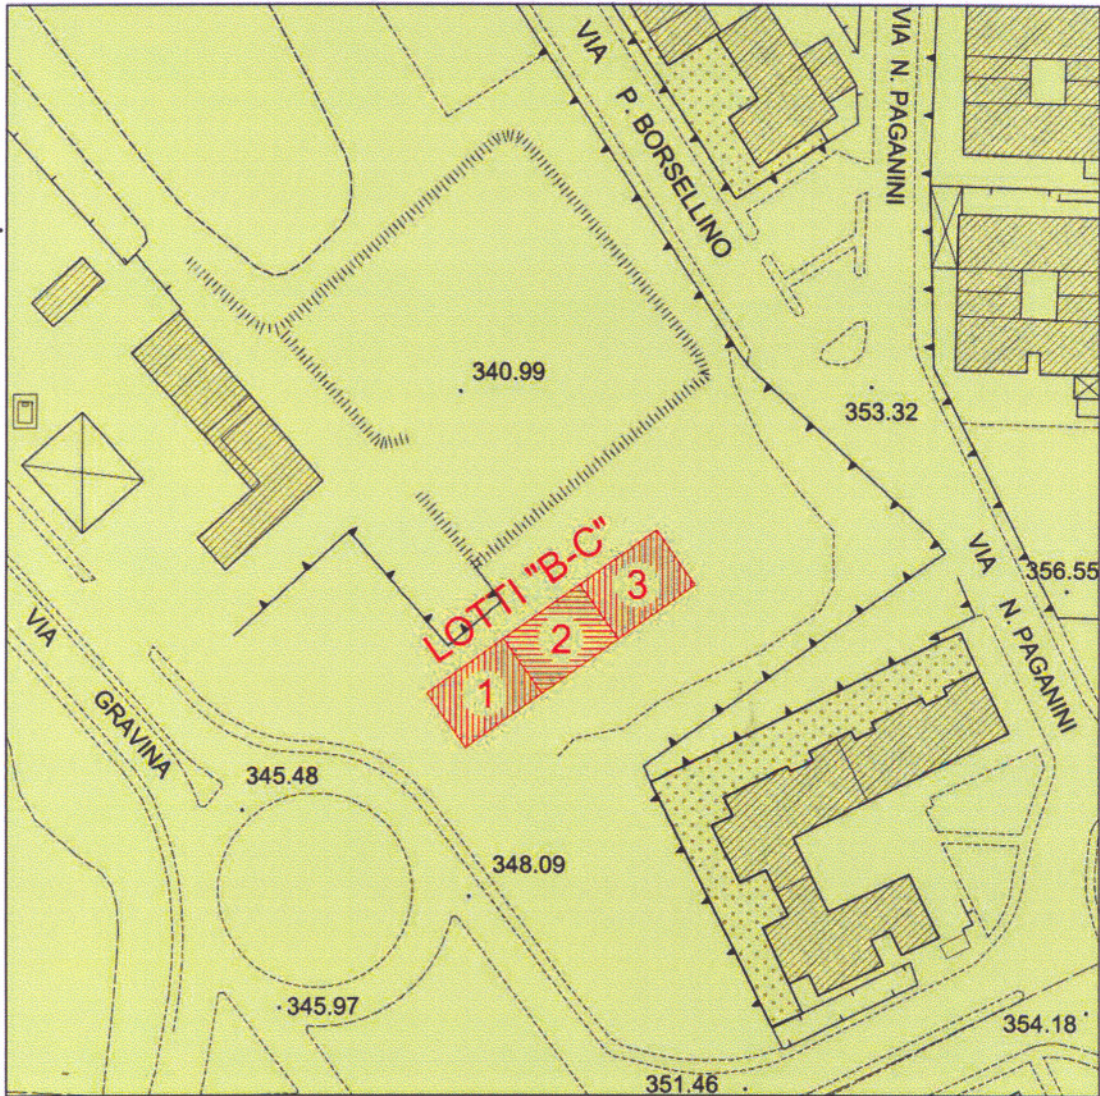 VIA P. BORSELLINO
VIA N. PAGANINI
340.99
353.32
LOTTI "B-C"
1
2
3
VIA N. PAGANINI
356.55
VIA GRAVINA
345.48
348.09
345.97
354.18
351.46